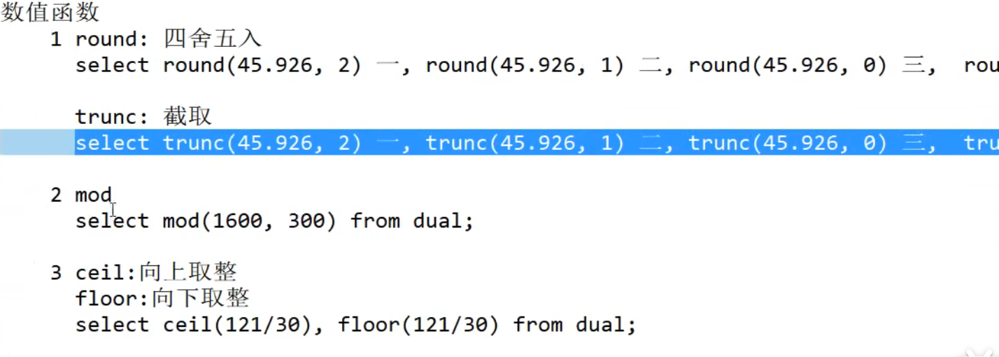 数值函数
1 round: 四舍五入
select round(45.926, 2) 一, round(45.926, 1) 二, round(45.926, 0) 三, rou
trunc: 截取
select trunc(45.926, 2) 一, trunc(45.926, 1) 二, trunc(45.926, 0) 三, tru
2 mod
select mod(1600, 300) from dual;
3 ceil:向上取整
floor:向下取整
select ceil(121/30), floor(121/30) from dual;